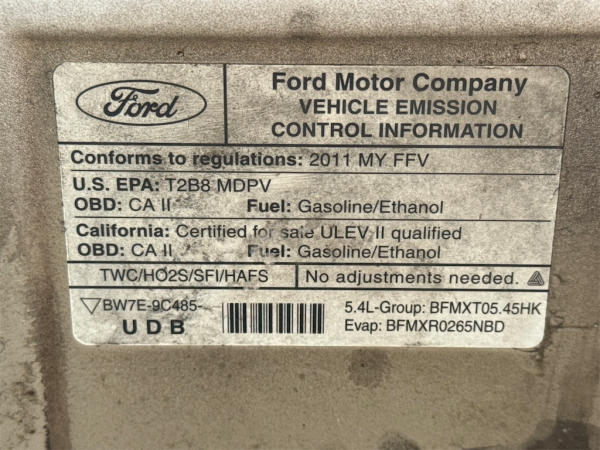 Ford
Ford Motor Company
VEHICLE EMISSION
CONTROL INFORMATION
Conforms to regulations: 2011 MY FFV
U.S. EPA: T2B8 MDPV
OBD: CA II Fuel: Gasoline/Ethanol
California: Certified for sale ULEV II qualified
OBD: CA II Fuel: Gasoline/Ethanol
TWC/HO2S/SFI/HAFS No adjustments needed.
BW7E-9C485-
UDB
5.4L-Group: BFMXT05.45HK
Evap: BFMXR0265NBD